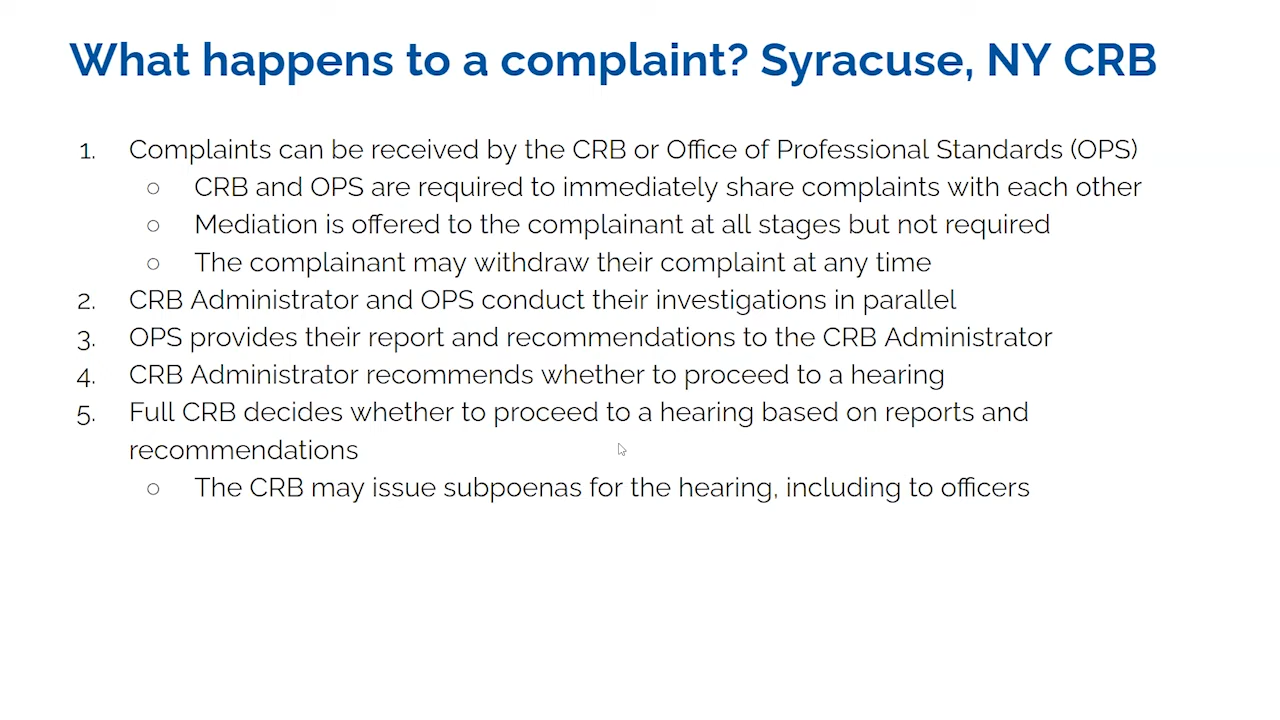 What happens to a complaint? Syracuse, NY CRB
1. Complaints can be received by the CRB or Office of Professional Standards (OPS)
○ CRB and OPS are required to immediately share complaints with each other
○ Mediation is offered to the complainant at all stages but not required
○ The complainant may withdraw their complaint at any time
2. CRB Administrator and OPS conduct their investigations in parallel
3. OPS provides their report and recommendations to the CRB Administrator
4. CRB Administrator recommends whether to proceed to a hearing
5. Full CRB decides whether to proceed to a hearing based on reports and
recommendations
○ The CRB may issue subpoenas for the hearing, including to officers